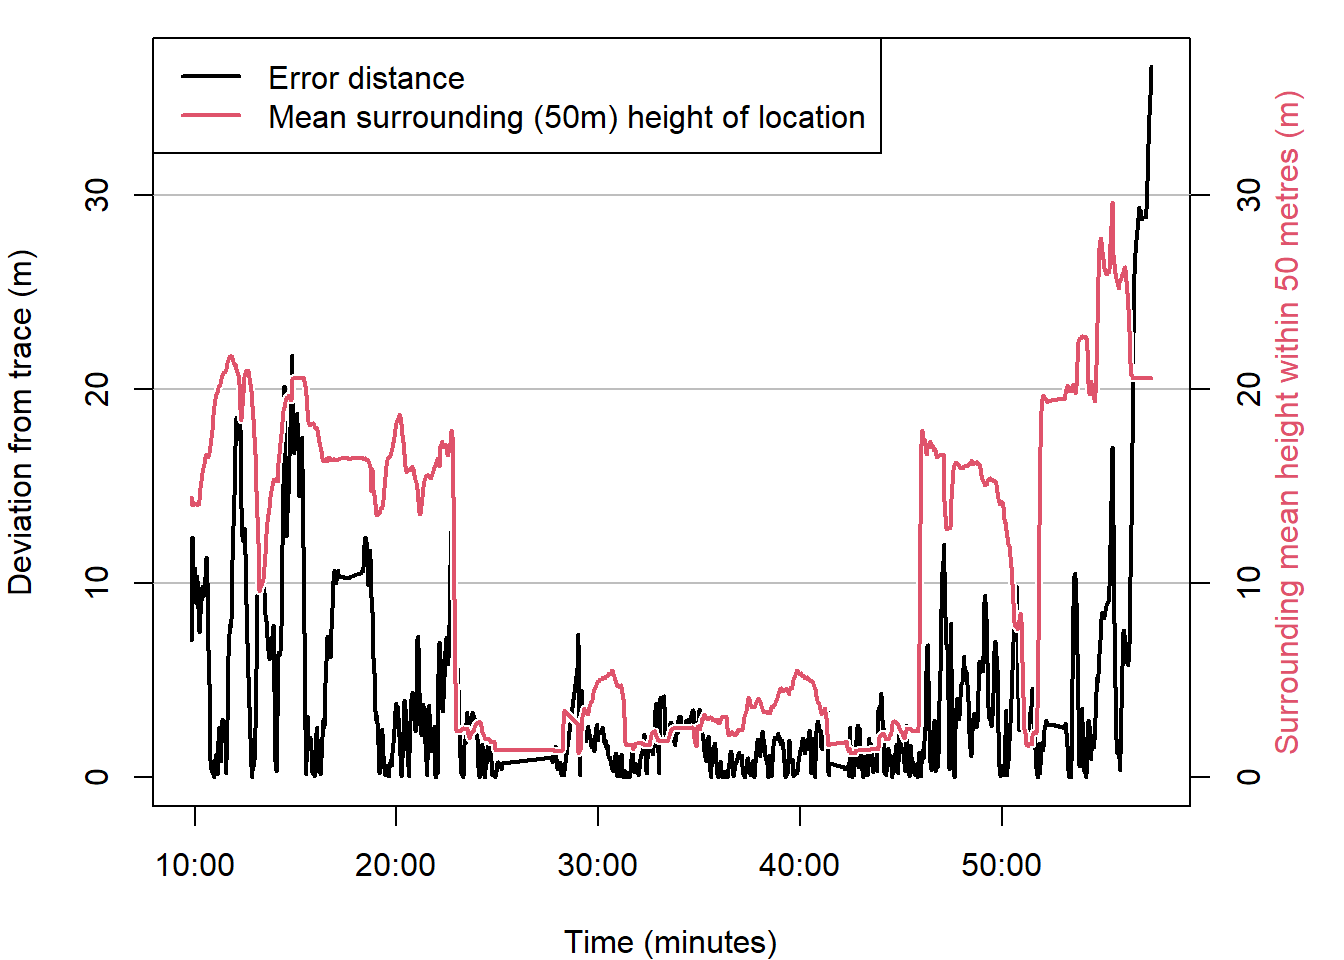 Error distance
Mean surrounding (50m) height of location
Deviation from trace (m)
30
20
10
0
30
20
10
0
Surrounding mean height within 50 metres (m)
10:00 20:00 30:00 40:00 50:00
Time (minutes)